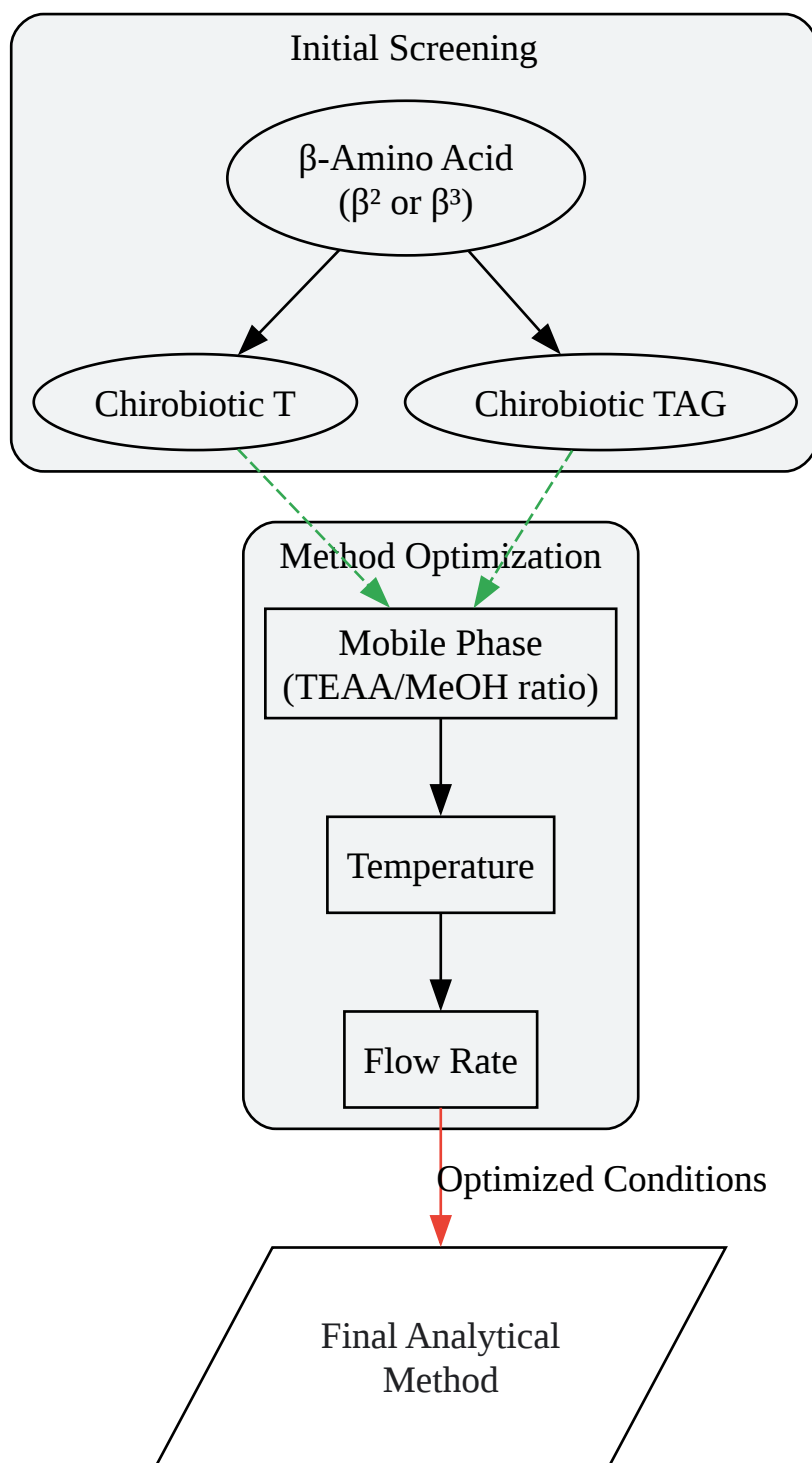 Initial Screening
β-Amino Acid
(β² or β³)
Chirobiotic T
Chirobiotic TAG
Method Optimization
Mobile Phase
(TEAA/MeOH ratio)
Temperature
Flow Rate
Optimized Conditions
Final Analytical
Method